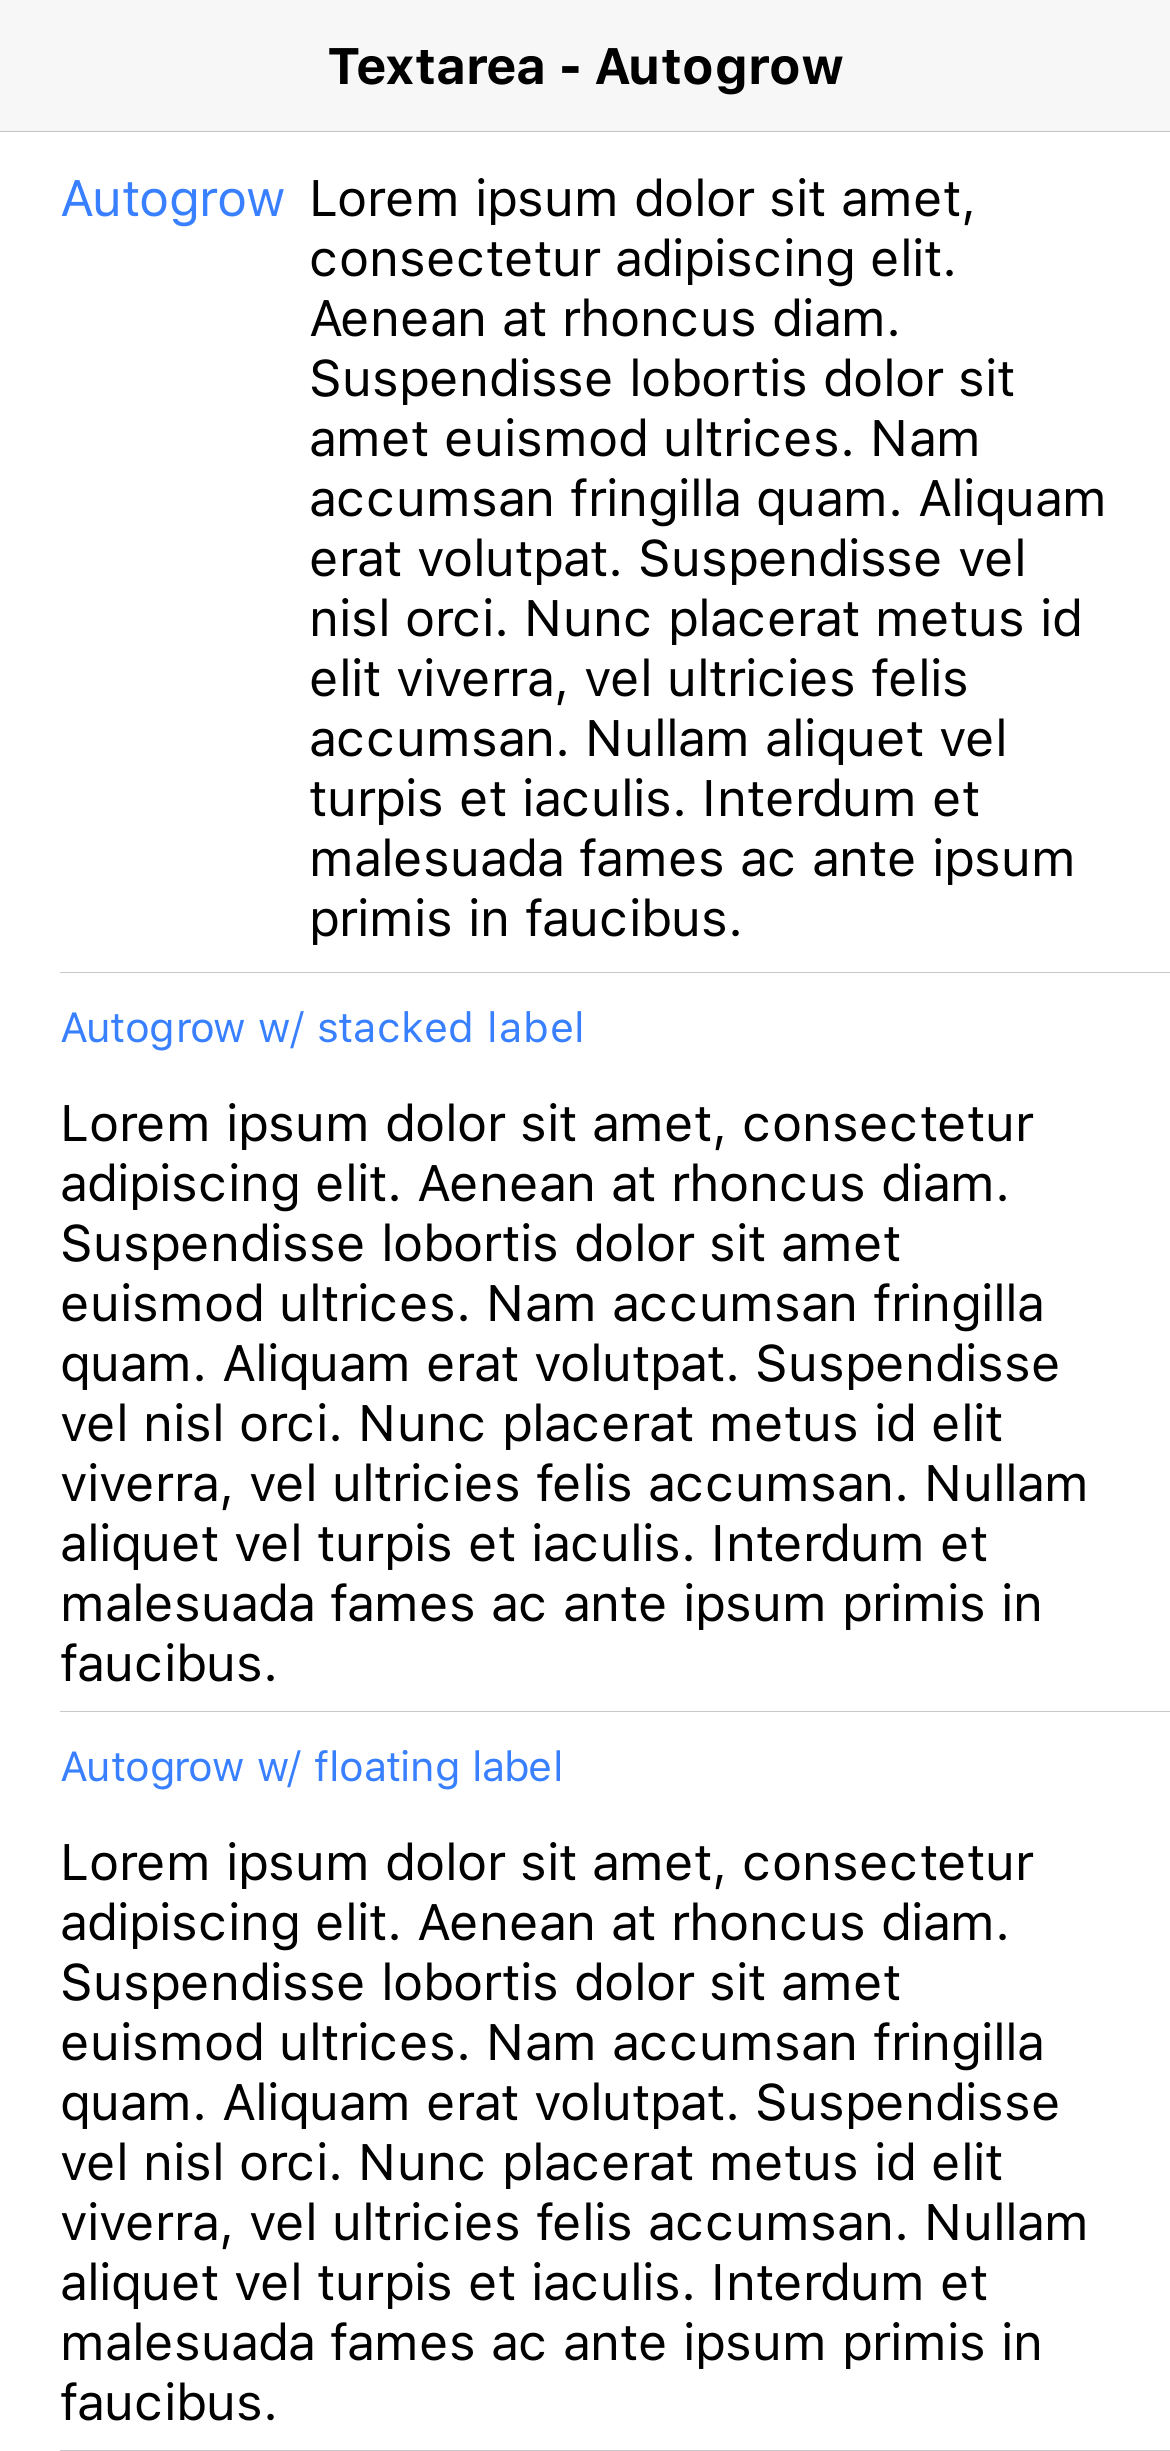 Textarea - Autogrow
Autogrow Lorem ipsum dolor sit amet,
consectetur adipiscing elit.
Aenean at rhoncus diam.
Suspendisse lobortis dolor sit
amet euismod ultrices. Nam
accumsan fringilla quam. Aliquam
erat volutpat. Suspendisse vel
nisl orci. Nunc placerat metus id
elit viverra, vel ultricies felis
accumsan. Nullam aliquet vel
turpis et iaculis. Interdum et
malesuada fames ac ante ipsum
primis in faucibus.
Autogrow w/ stacked label
Lorem ipsum dolor sit amet, consectetur
adipiscing elit. Aenean at rhoncus diam.
Suspendisse lobortis dolor sit amet
euismod ultrices. Nam accumsan fringilla
quam. Aliquam erat volutpat. Suspendisse
vel nisl orci. Nunc placerat metus id elit
viverra, vel ultricies felis accumsan. Nullam
aliquet vel turpis et iaculis. Interdum et
malesuada fames ac ante ipsum primis in
faucibus.
Autogrow w/ floating label
Lorem ipsum dolor sit amet, consectetur
adipiscing elit. Aenean at rhoncus diam.
Suspendisse lobortis dolor sit amet
euismod ultrices. Nam accumsan fringilla
quam. Aliquam erat volutpat. Suspendisse
vel nisl orci. Nunc placerat metus id elit
viverra, vel ultricies felis accumsan. Nullam
aliquet vel turpis et iaculis. Interdum et
malesuada fames ac ante ipsum primis in
faucibus.